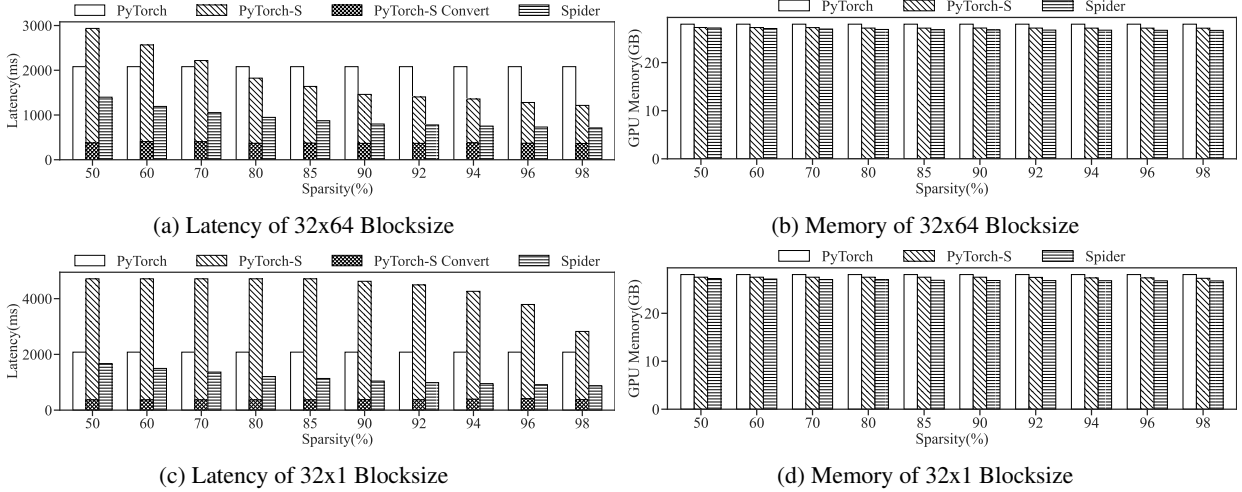 PyTorch PyTorch-S PyTorch-S Convert Spider
Latency(ms)
3000
2000
1000
0
50 60 70 80 85 90 92 94 96 98
Sparsity(%)
(a) Latency of 32x64 Blocksize
PyTorch PyTorch-S Spider
GPU Memory(GB)
20
10
0
50 60 70 80 85 90 92 94 96 98
Sparsity(%)
(b) Memory of 32x64 Blocksize
PyTorch PyTorch-S PyTorch-S Convert Spider
Latency(ms)
4000
2000
0
50 60 70 80 85 90 92 94 96 98
Sparsity(%)
(c) Latency of 32x1 Blocksize
PyTorch PyTorch-S Spider
GPU Memory(GB)
20
10
0
50 60 70 80 85 90 92 94 96 98
Sparsity(%)
(d) Memory of 32x1 Blocksize